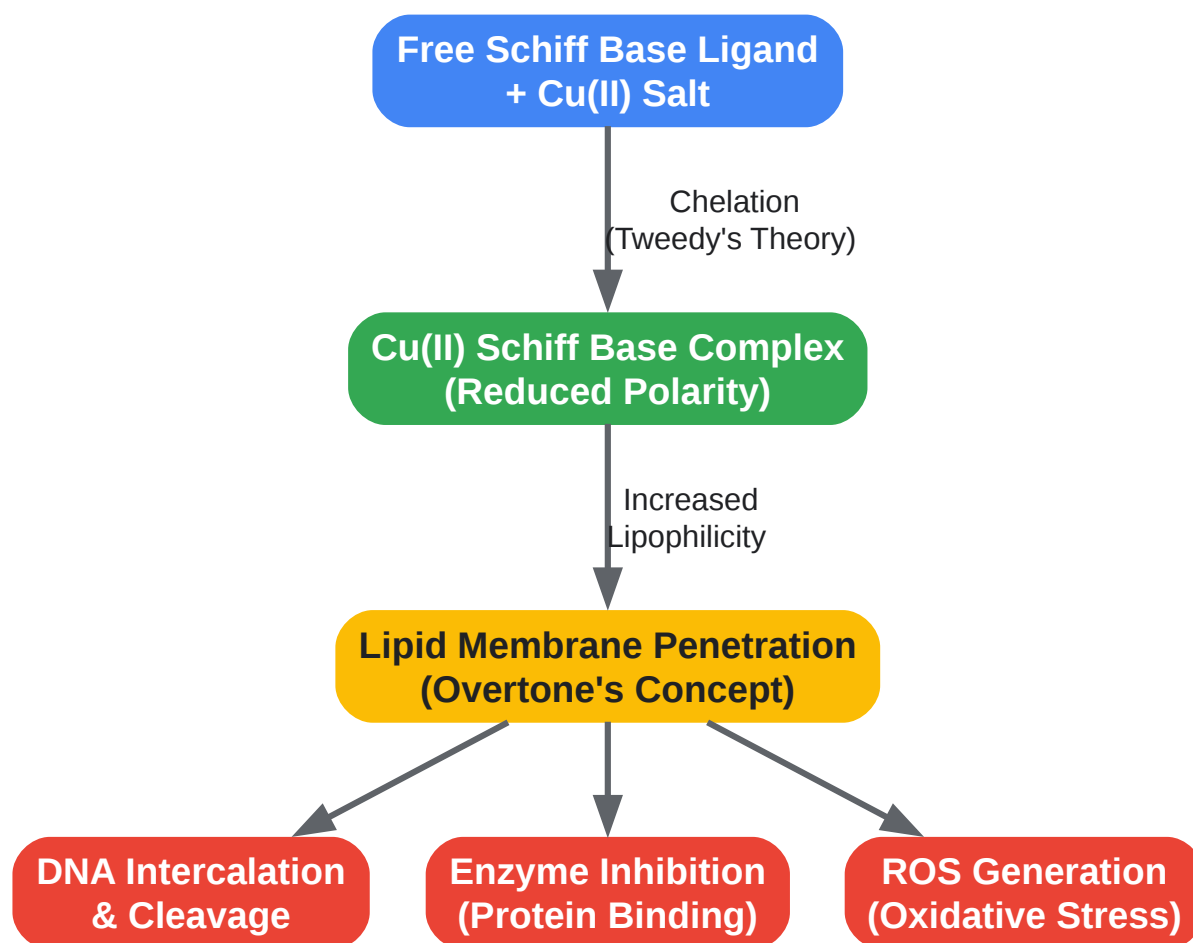 Free Schiff Base Ligand
+ Cu(II) Salt
Chelation
(Tweedy's Theory)
Cu(II) Schiff Base Complex
(Reduced Polarity)
Increased
Lipophilicity
Lipid Membrane Penetration
(Overtone's Concept)
DNA Intercalation
& Cleavage
Enzyme Inhibition
(Protein Binding)
ROS Generation
(Oxidative Stress)